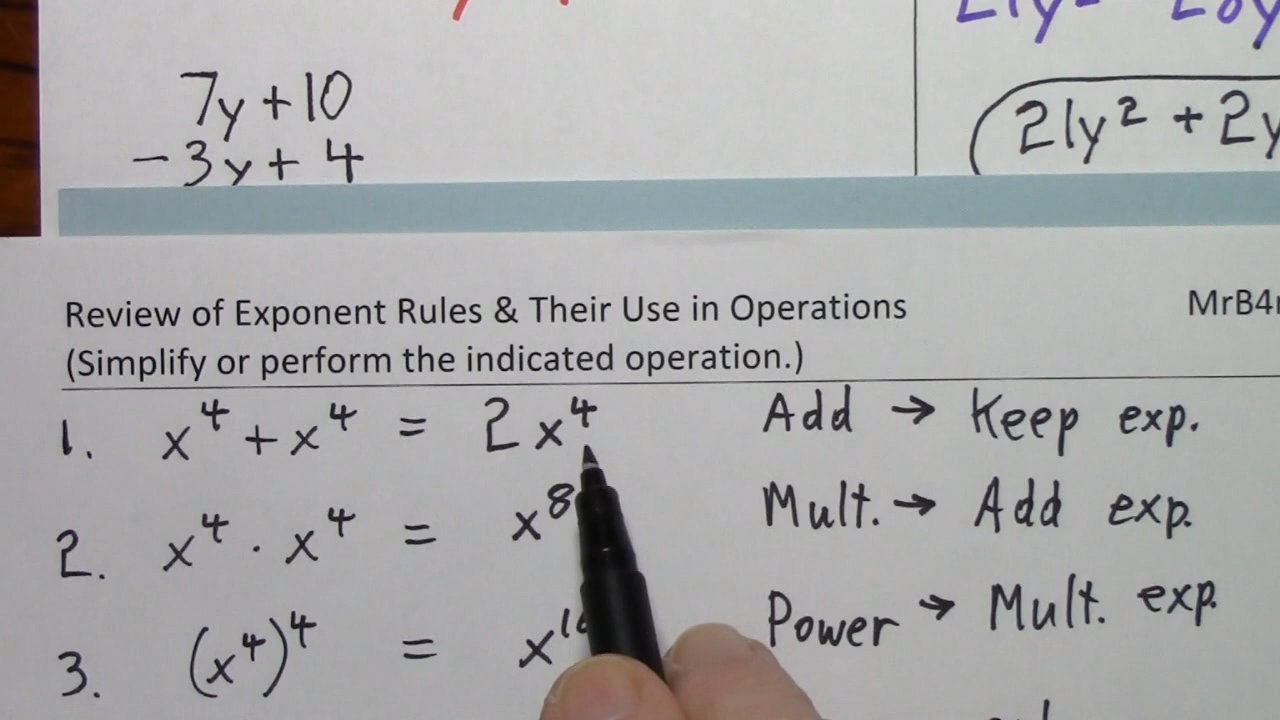 7y + 10
- 3y + 4
21y² + 2y
Review of Exponent Rules & Their Use in Operations
(Simplify or perform the indicated operation.)
1. x⁴ + x⁴ = 2x⁴ Add → Keep exp.
2. x⁴ · x⁴ = x⁸ Mult. → Add exp.
3. (x⁴)⁴ = Power → Mult. exp.